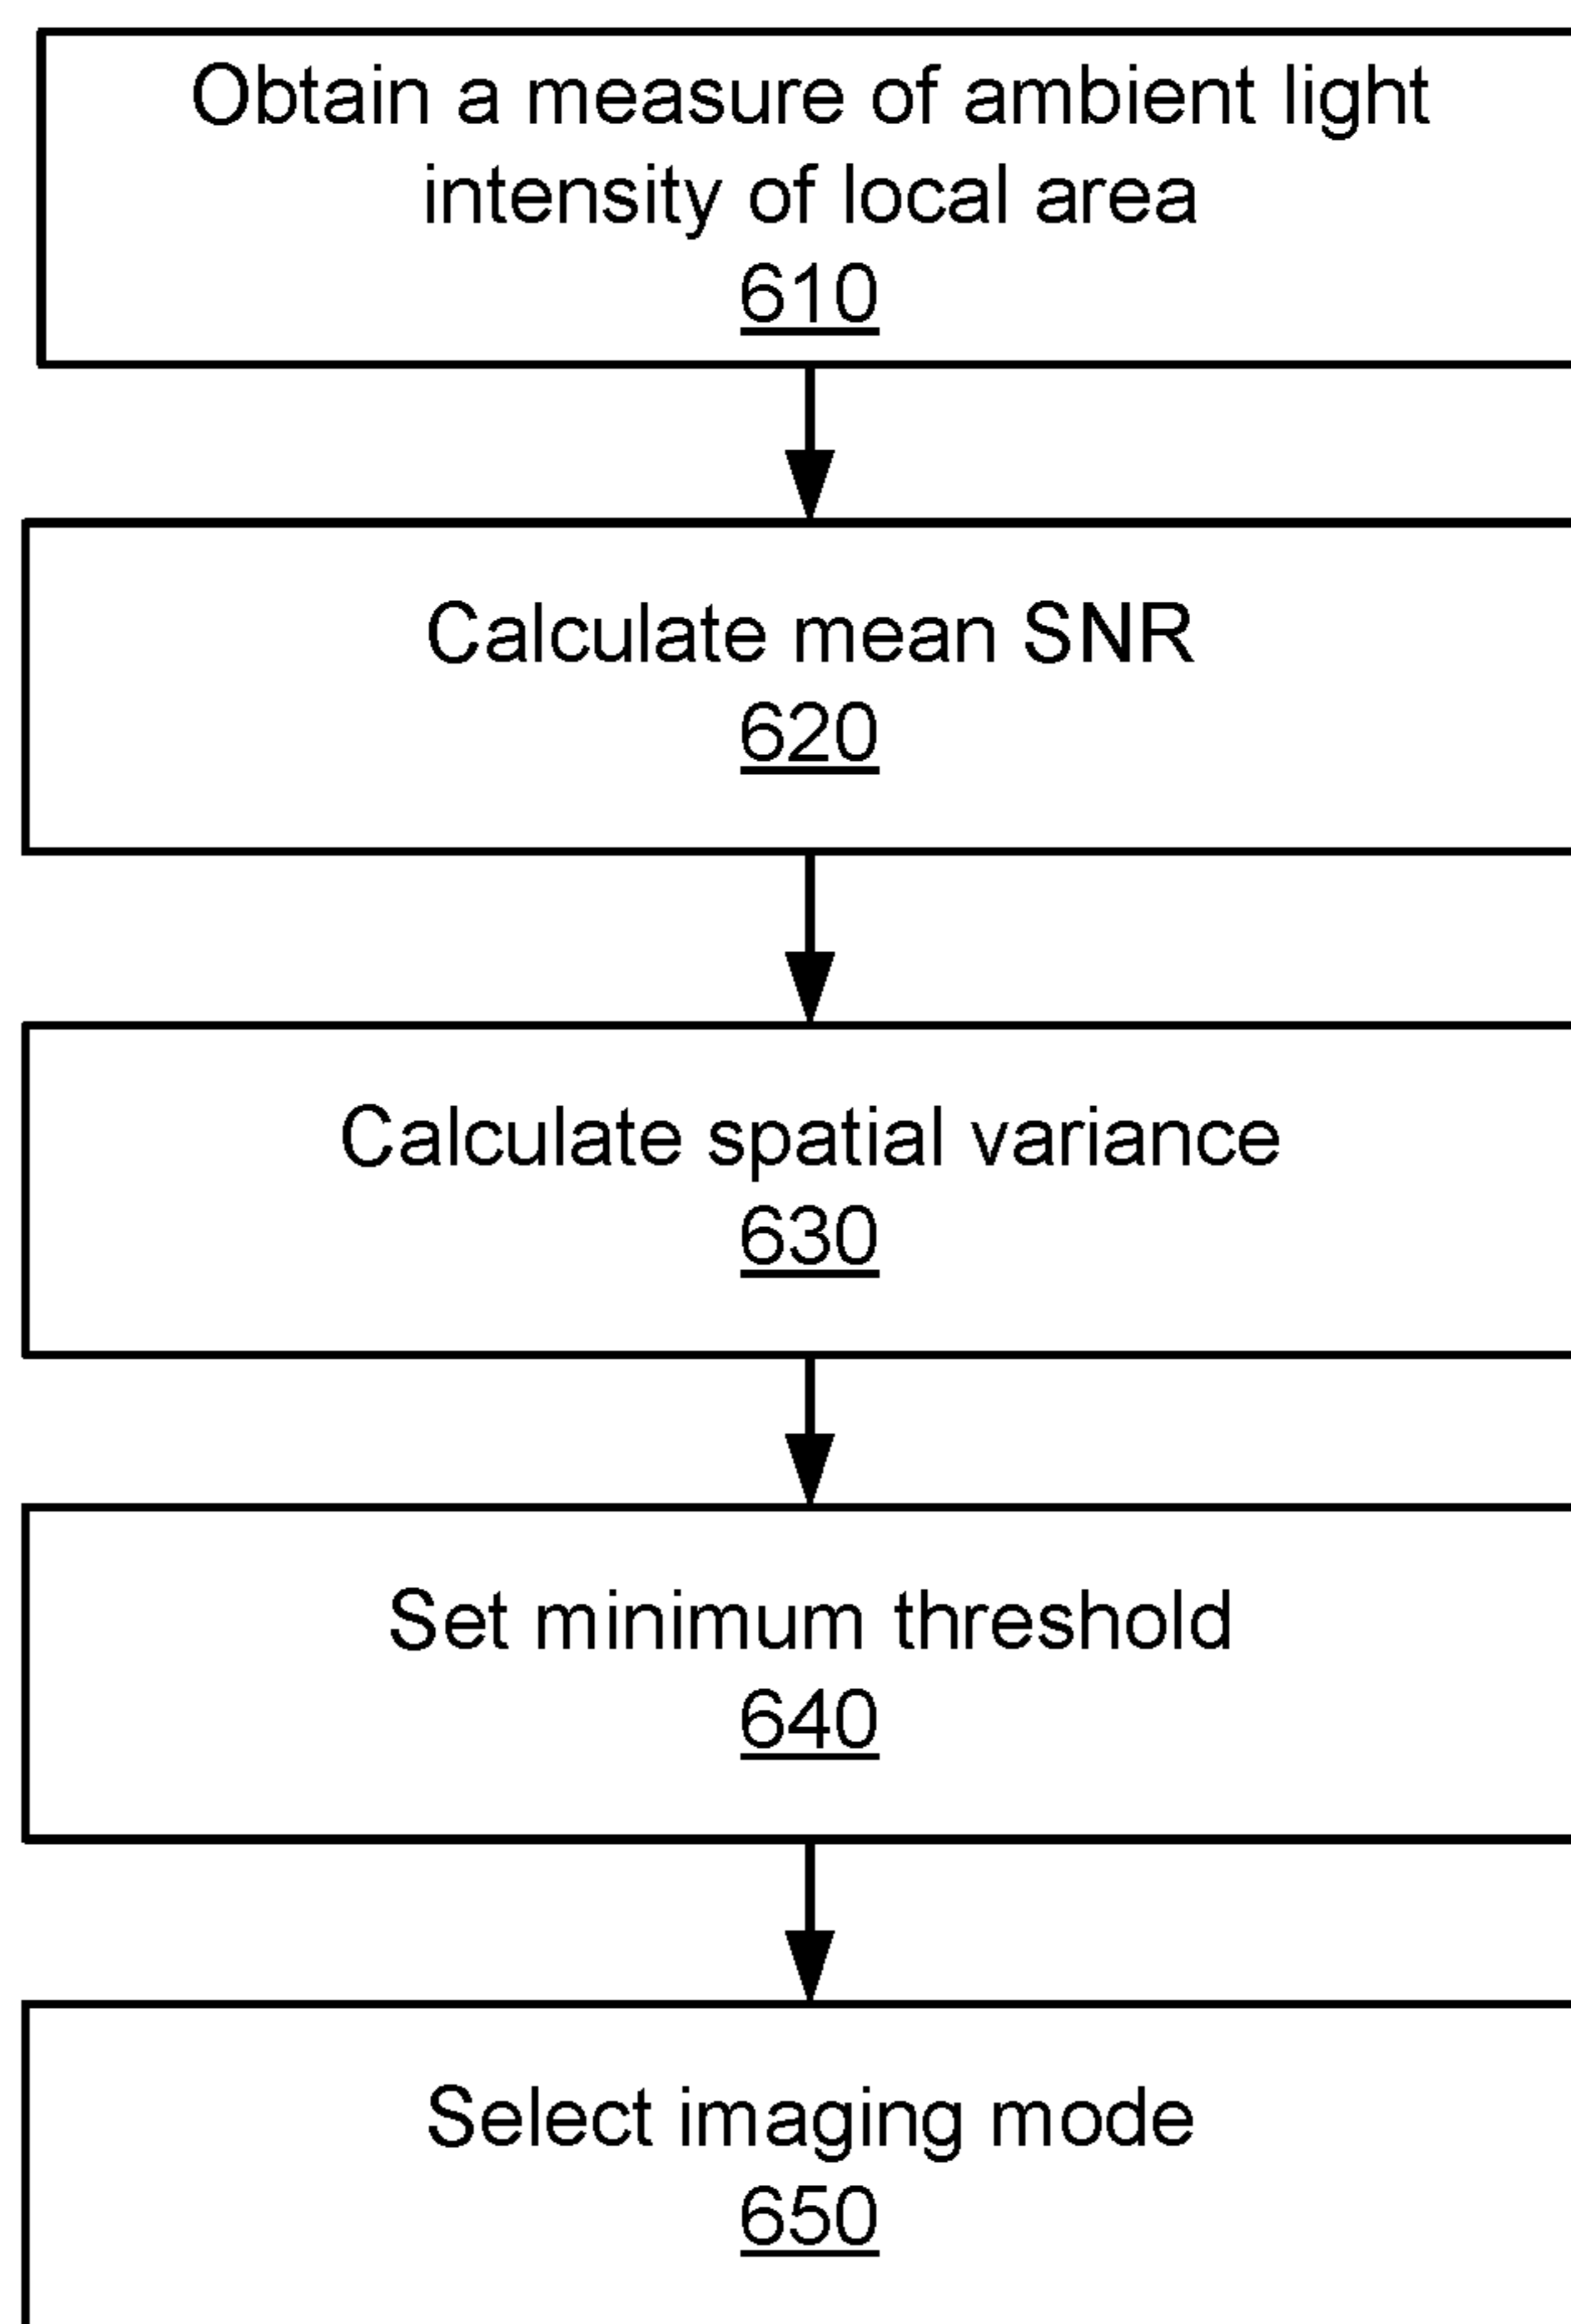 Obtain a measure of ambient light
intensity of local area
610
Calculate mean SNR
620
Calculate spatial variance
630
Set minimum threshold
640
Select imaging mode
650